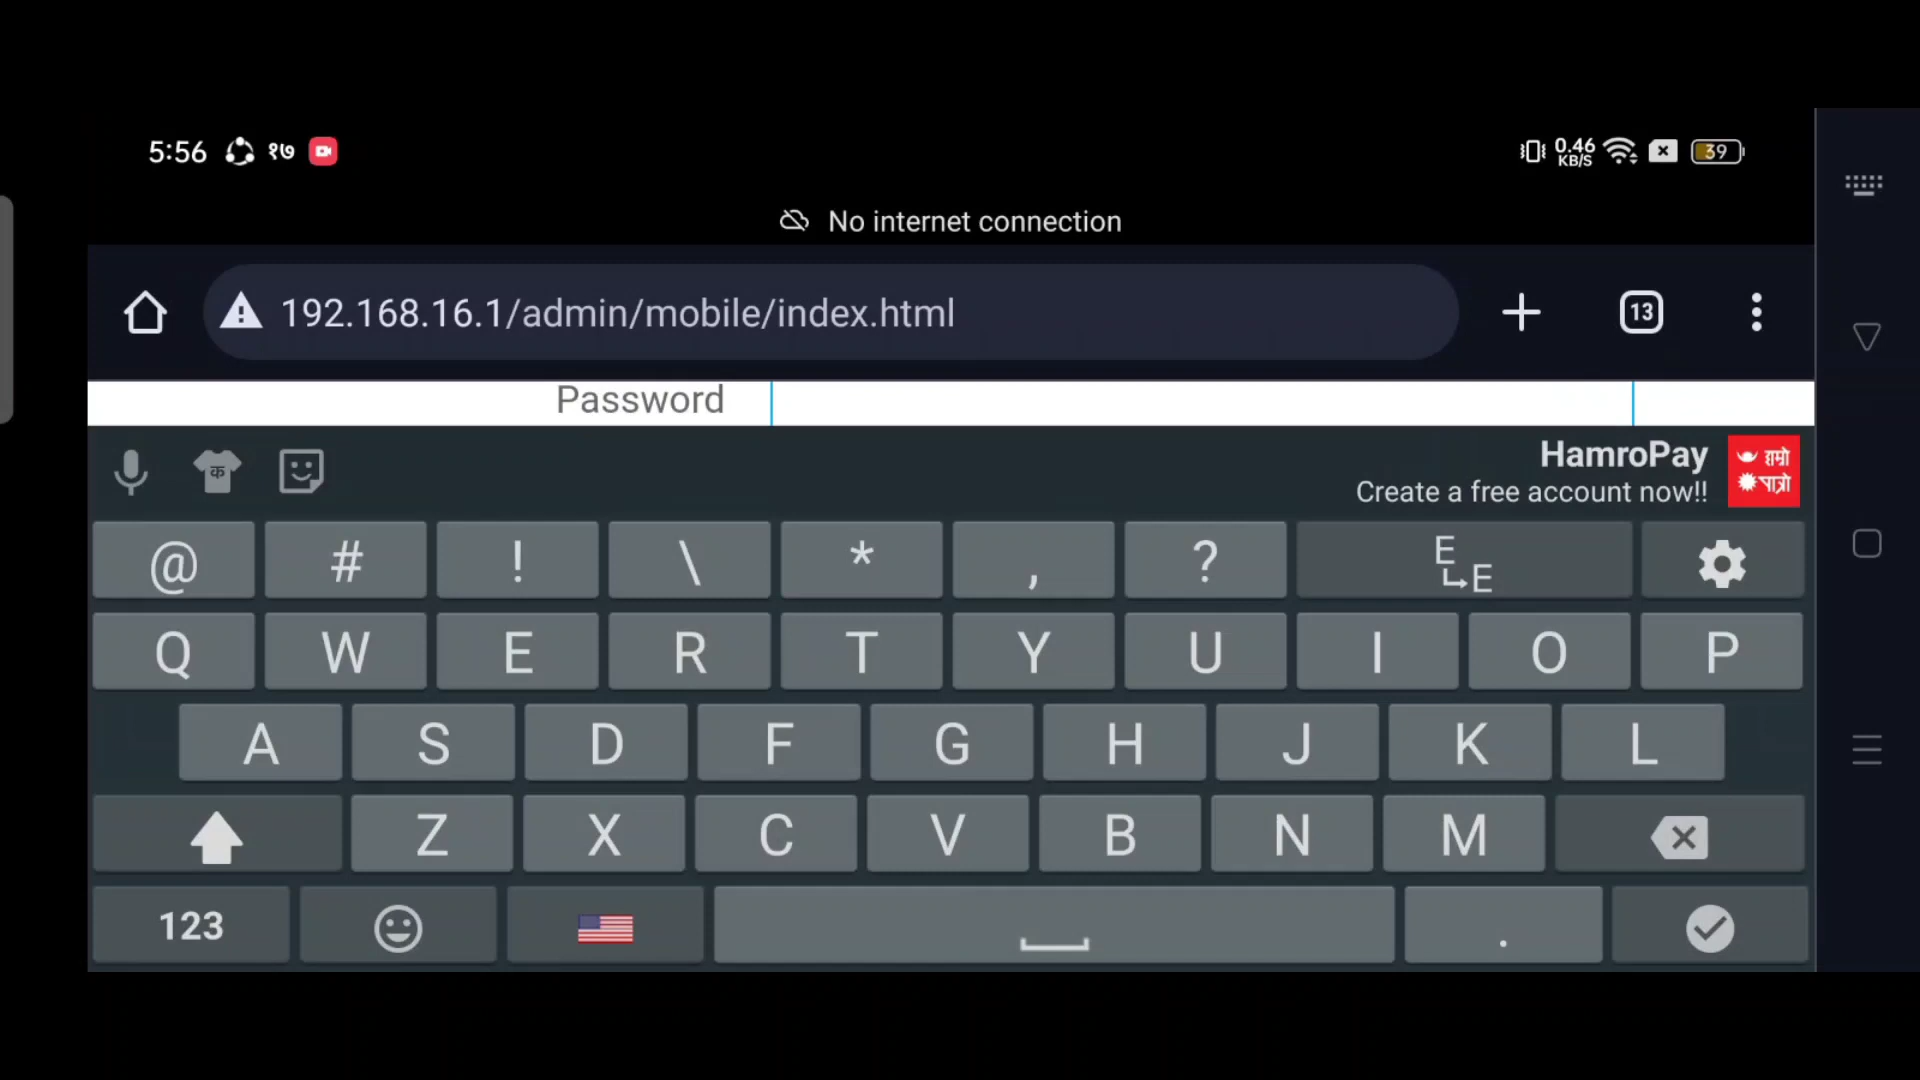 5:56 १७ 0.46 KB/S 39
No internet connection
192.168.16.1/admin/mobile/index.html 13
Password
क
HamroPay
Create a free account now!!
हाम्रो
पात्रो
@ # ! \ * , ? E E
Q W E R T Y U I O P
A S D F G H J K L
Z X C V B N M
123 .